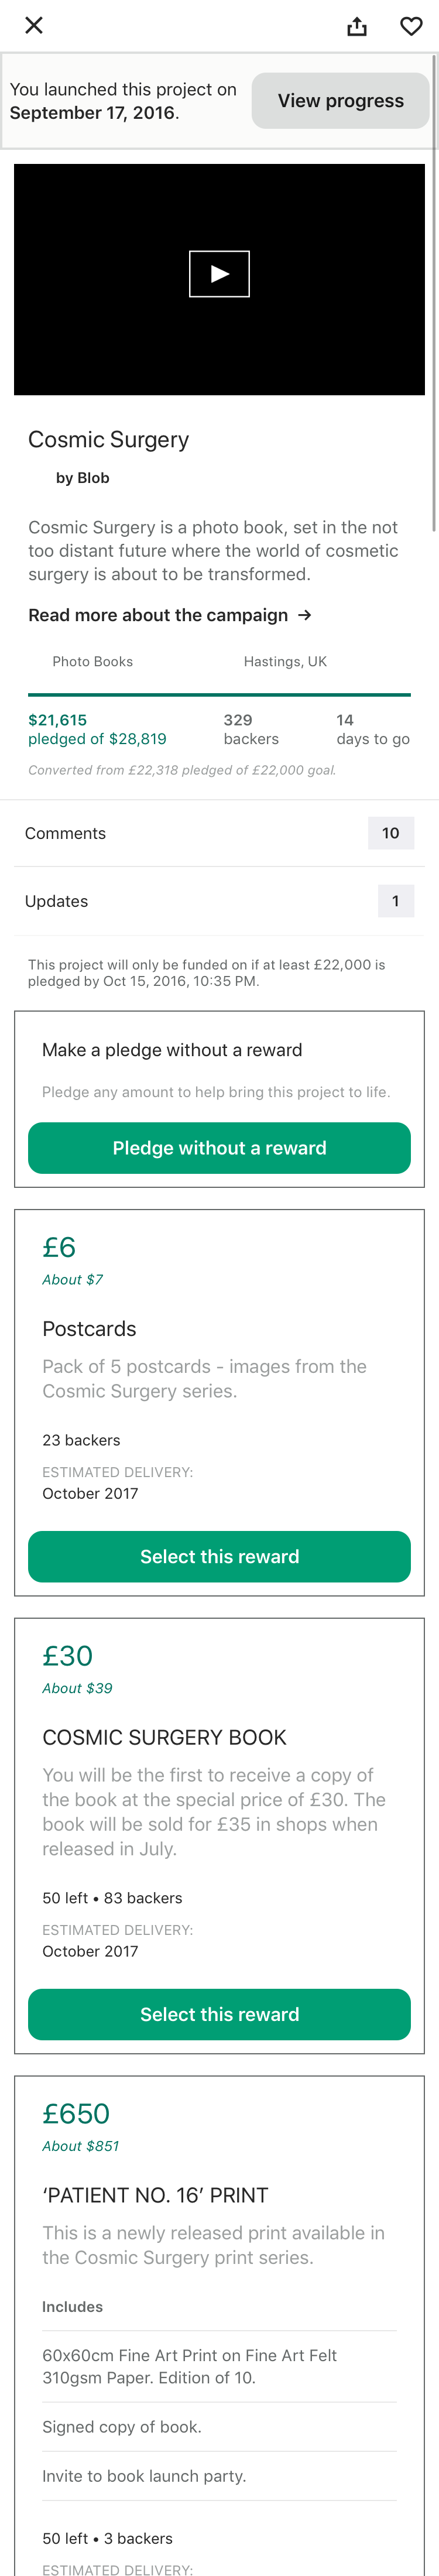 You launched this project on
September 17, 2016.
View progress
Cosmic Surgery
by Blob
Cosmic Surgery is a photo book, set in the not
too distant future where the world of cosmetic
surgery is about to be transformed.
Read more about the campaign →
Photo Books
Hastings, UK
$21,615
pledged of $28,819
329
backers
14
days to go
Converted from £22,318 pledged of £22,000 goal.
Comments
10
Updates
1
This project will only be funded on if at least £22,000 is
pledged by Oct 15, 2016, 10:35 PM.
Make a pledge without a reward
Pledge any amount to help bring this project to life.
Pledge without a reward
£6
About $7
Postcards
Pack of 5 postcards - images from the
Cosmic Surgery series.
23 backers
ESTIMATED DELIVERY:
October 2017
Select this reward
£30
About $39
COSMIC SURGERY BOOK
You will be the first to receive a copy of
the book at the special price of £30. The
book will be sold for £35 in shops when
released in July.
50 left • 83 backers
ESTIMATED DELIVERY:
October 2017
Select this reward
£650
About $851
‘PATIENT NO. 16’ PRINT
This is a newly released print available in
the Cosmic Surgery print series.
Includes
60x60cm Fine Art Print on Fine Art Felt
310gsm Paper. Edition of 10.
Signed copy of book.
Invite to book launch party.
50 left • 3 backers
ESTIMATED DELIVERY: